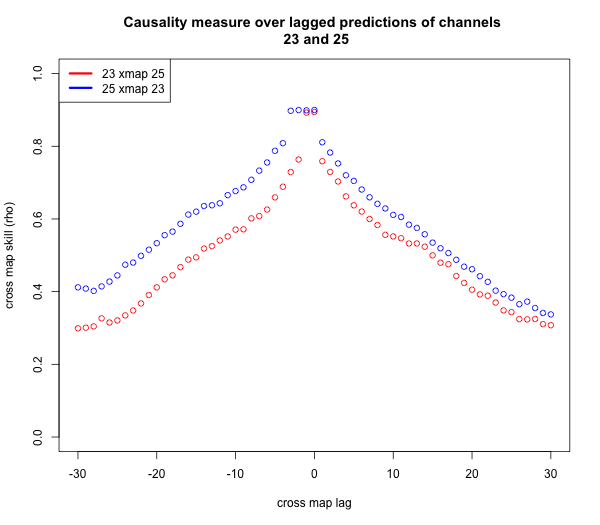 Causality measure over lagged predictions of channels
23 and 25
23 xmap 25
25 xmap 23
cross map skill (rho)
1.0
0.8
0.6
0.4
0.2
0.0
-30
-20
-10
0
10
20
30
cross map lag